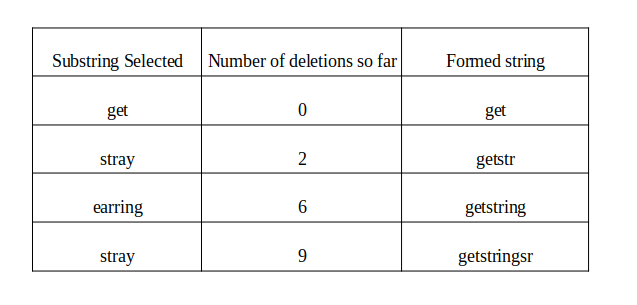 Substring Selected Number of deletions so far Formed string
get 0 get
stray 2 getstr
earring 6 getstring
stray 9 getstringsr